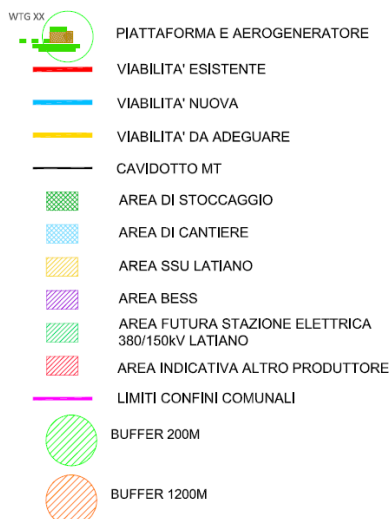 WTG XX
PIATTAFORMA E AEROGENERATORE
VIABILITA' ESISTENTE
VIABILITA' NUOVA
VIABILITA' DA ADEGUARE
CAVIDOTTO MT
AREA DI STOCCAGGIO
AREA DI CANTIERE
AREA SSU LATIANO
AREA BESS
AREA FUTURA STAZIONE ELETTRICA
380/150kV LATIANO
AREA INDICATIVA ALTRO PRODUTTORE
LIMITI CONFINI COMUNALI
BUFFER 200M
BUFFER 1200M